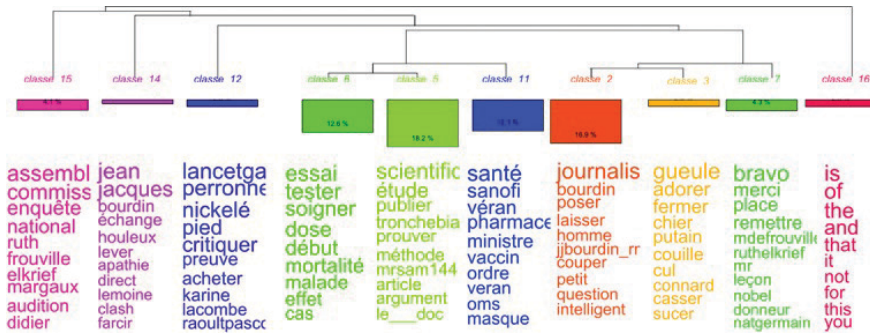 classe 15
classe 14
classe 12
classe
classe
classe 11
classe 2
classe 3
classe 7
classe 16
4.1 %
12.6 %
18.2 %
4.3 %
assembl
commiss
enquête
national
ruth
frouville
elkrief
margaux
audition
didier
jean
jacques
bourdin
échange
houleux
lever
apathie
direct
lemoine
clash
farcir
lancetga
perronne
nickelé
pied
critiquer
preuve
acheter
karine
lacombe
raoultpasco
essai
tester
soigner
dose
début
mortalité
malade
effet
cas
scientific
étude
publier
tronchebia
prouver
méthode
mrsam144
article
argument
le___doc
santé
sanofi
véran
pharmace
ministre
vaccin
ordre
veran
oms
masque
journalis
bourdin
poser
laisser
homme
jjbourdin_rr
couper
petit
question
intelligent
gueule
adorer
fermer
chier
putain
couille
cul
connard
casser
sucer
bravo
merci
place
remettre
mdefrouville
ruthelkrief
mr
leçon
nobel
donneur
natgermain
is
of
the
and
that
it
not
for
this
you